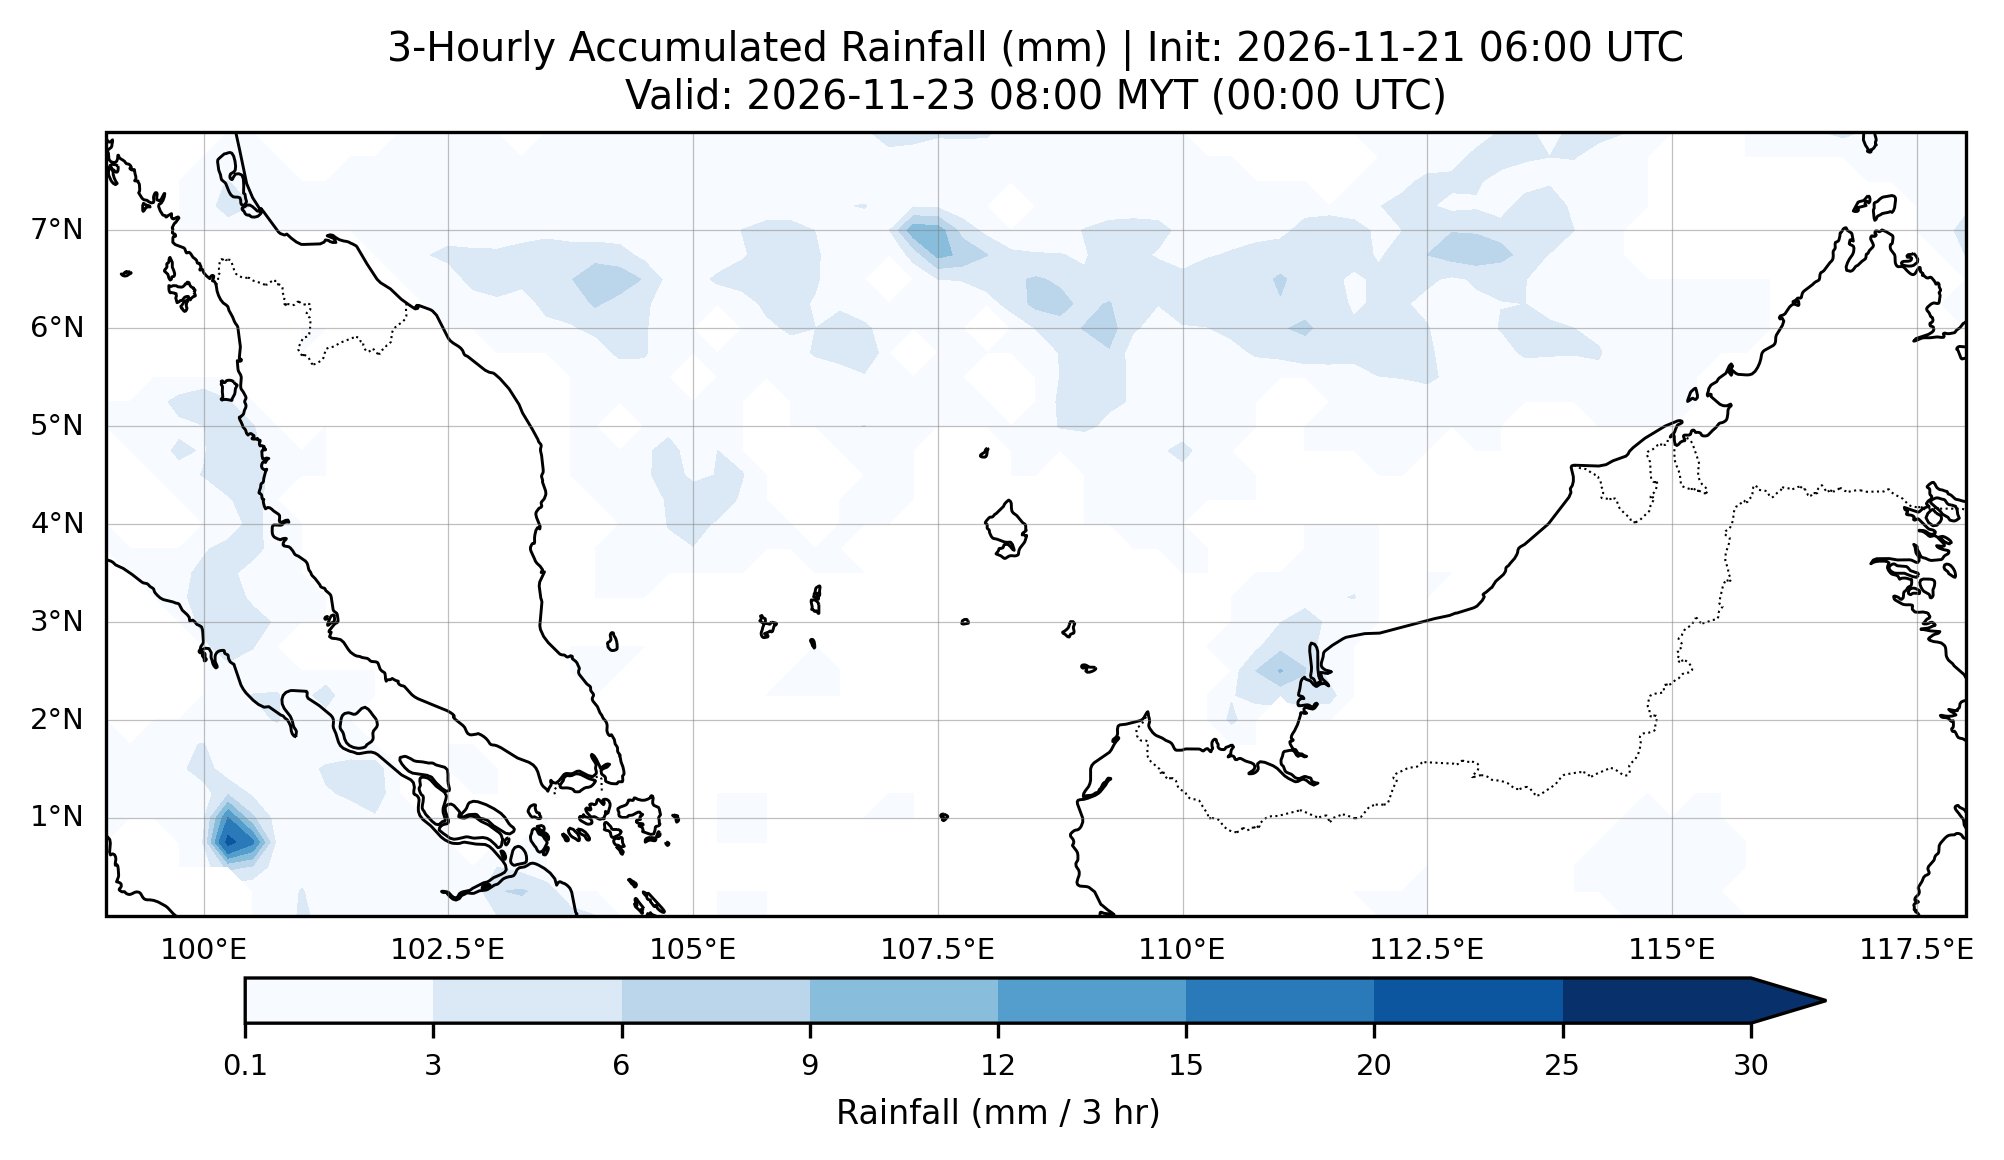 3-Hourly Accumulated Rainfall (mm) | Init: 2026-11-21 06:00 UTC
Valid: 2026-11-23 08:00 MYT (00:00 UTC)
7°N
6°N
5°N
4°N
3°N
2°N
1°N
100°E 102.5°E 105°E 107.5°E 110°E 112.5°E 115°E 117.5°E
0.1 3 6 9 12 15 20 25 30
Rainfall (mm / 3 hr)